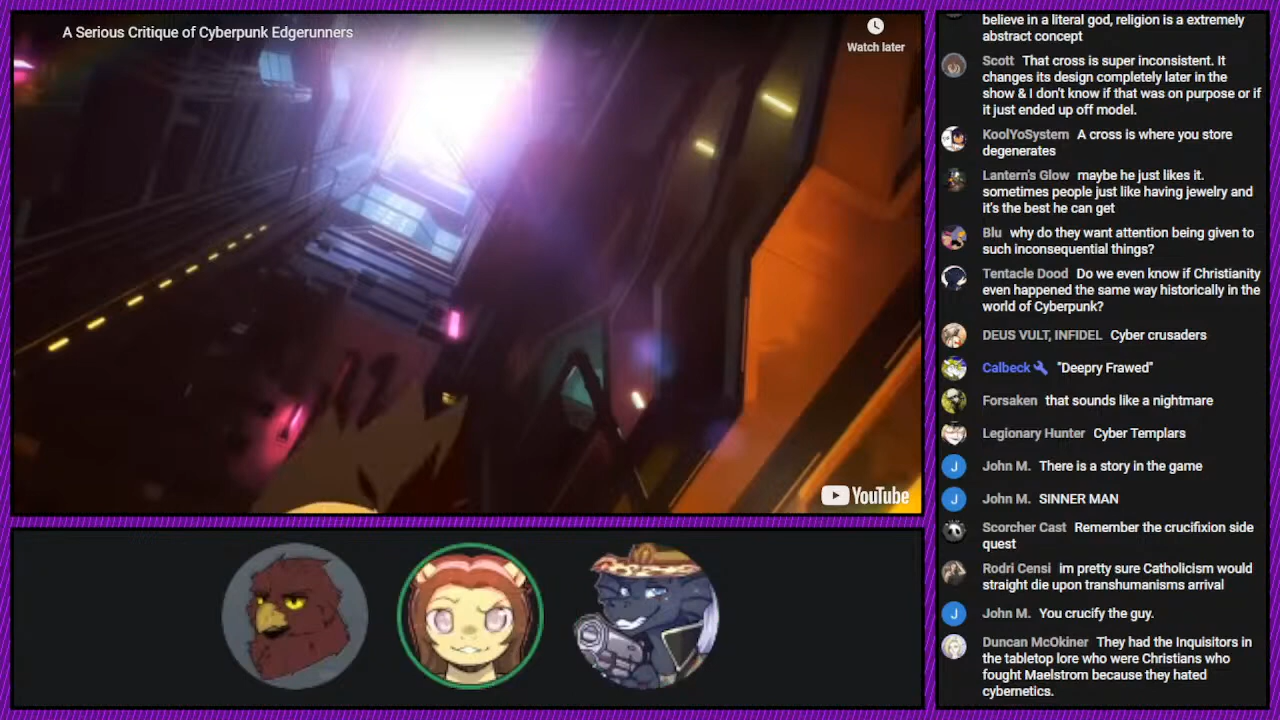 A Serious Critique of Cyberpunk Edgerunners
Watch later
YouTube
believe in a literal god, religion is a extremely
abstract concept
Scott That cross is super inconsistent. It
changes its design completely later in the
show & I don't know if that was on purpose or if
it just ended up off model.
KoolYoSystem A cross is where you store
degenerates
Lantern's Glow maybe he just likes it.
sometimes people just like having jewelry and
it's the best he can get
Blu why do they want attention being given to
such inconsequential things?
Tentacle Dood Do we even know if Christianity
even happened the same way historically in the
world of Cyberpunk?
DEUS VULT, INFIDEL Cyber crusaders
Calbeck "Deepry Frawed"
Forsaken that sounds like a nightmare
Legionary Hunter Cyber Templars
J John M. There is a story in the game
J John M. SINNER MAN
Scorcher Cast Remember the crucifixion side
quest
Rodri Censi im pretty sure Catholicism would
straight die upon transhumanisms arrival
J John M. You crucify the guy.
Duncan McOkiner They had the Inquisitors in
the tabletop lore who were Christians who
fought Maelstrom because they hated
cybernetics.